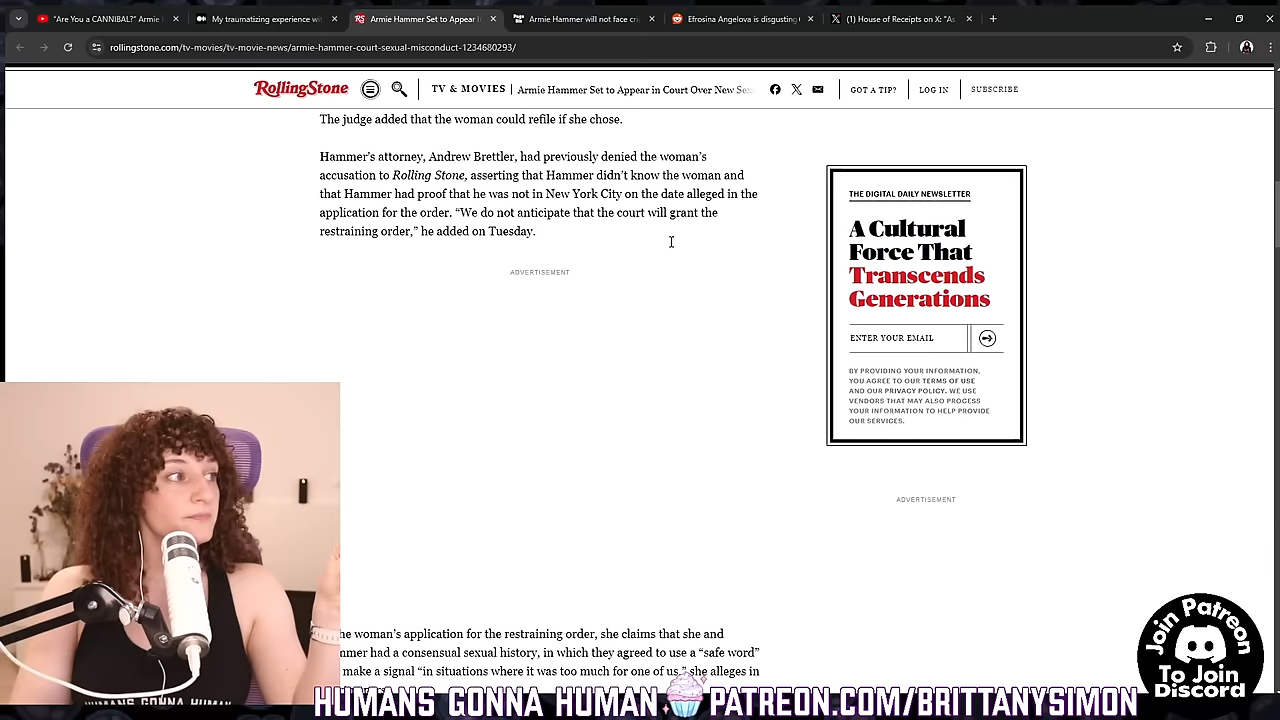 "Are You a CANNIBAL?" Armie H
My traumatizing experience wit
Armie Hammer Set to Appear In
Armie Hammer will not face cri
Efrosina Angelova is disgusting
(1) House of Receipts on X: "As
rollingstone.com/tv-movies/tv-movie-news/armie-hammer-court-sexual-misconduct-1234680293/
RollingStone
TV & MOVIES
Armie Hammer Set to Appear in Court Over New Sex
GOT A TIP?
LOG IN
SUBSCRIBE
The judge added that the woman could refile if she chose.
Hammer's attorney, Andrew Brettler, had previously denied the woman's
accusation to Rolling Stone, asserting that Hammer didn't know the woman and
that Hammer had proof that he was not in New York City on the date alleged in the
application for the order. "We do not anticipate that the court will grant the
restraining order," he added on Tuesday.
ADVERTISEMENT
THE DIGITAL DAILY NEWSLETTER
A Cultural
Force That
Transcends
Generations
ENTER YOUR EMAIL
BY PROVIDING YOUR INFORMATION,
YOU AGREE TO OUR TERMS OF USE
AND OUR PRIVACY POLICY. WE USE
VENDORS THAT MAY ALSO PROCESS
YOUR INFORMATION TO HELP PROVIDE
OUR SERVICES.
ADVERTISEMENT
he woman's application for the restraining order, she claims that she and
mmer had a consensual sexual history, in which they agreed to use a "safe word"
make a signal "in situations where it was too much for one of us," she alleges in
Join Patreon
To Join
Discord
HUMANS GONNA HUMAN
HUMANS GONNA HUMAN PATREON.COM/BRITTANYSIMON